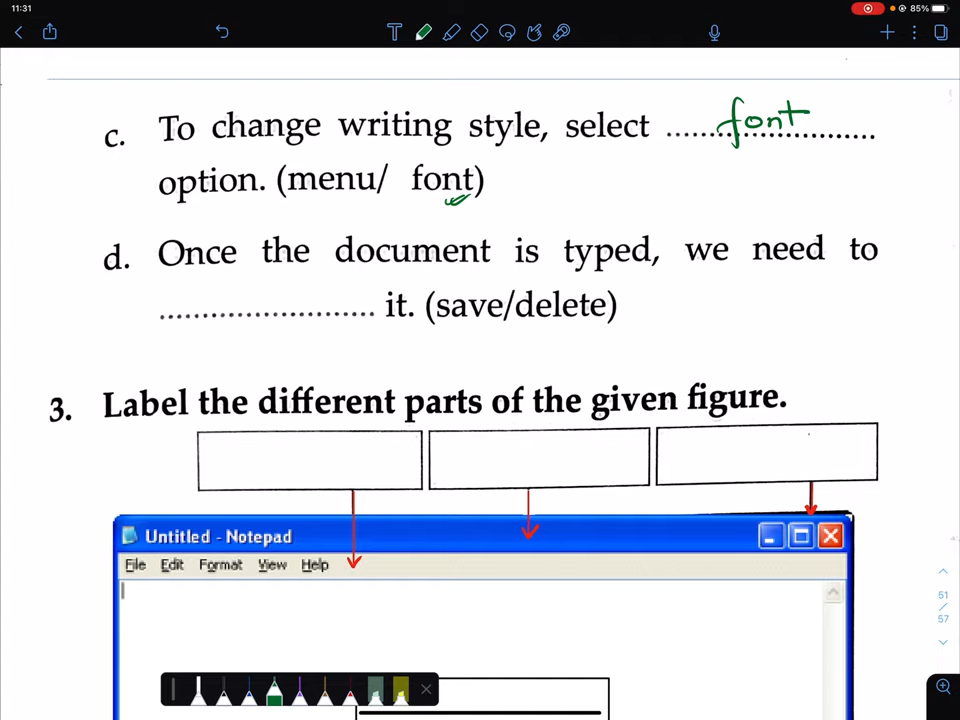 11:31
85%
T
c. To change writing style, select ........font........
option. (menu/ font)
d. Once the document is typed, we need to
......................... it. (save/delete)
3. Label the different parts of the given figure.
Untitled - Notepad
File Edit Format View Help
51
/
57